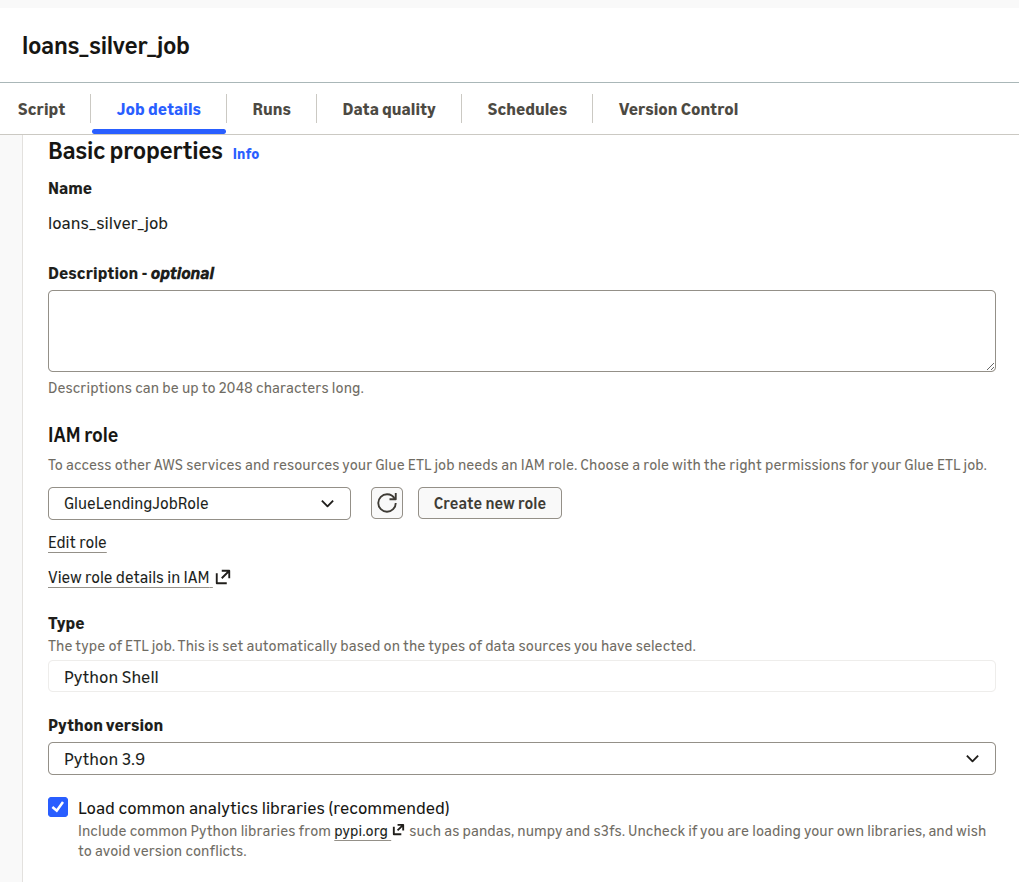 loans_silver_job
Script
Job details
Runs
Data quality
Schedules
Version Control
Basic properties Info
Name
loans_silver_job
Description - optional
Descriptions can be up to 2048 characters long.
IAM role
To access other AWS services and resources your Glue ETL job needs an IAM role. Choose a role with the right permissions for your Glue ETL job.
GlueLendingJobRole
Create new role
Edit role
View role details in IAM
Type
The type of ETL job. This is set automatically based on the types of data sources you have selected.
Python Shell
Python version
Python 3.9
Load common analytics libraries (recommended)
Include common Python libraries from pypi.org such as pandas, numpy and s3fs. Uncheck if you are loading your own libraries, and wish
to avoid version conflicts.